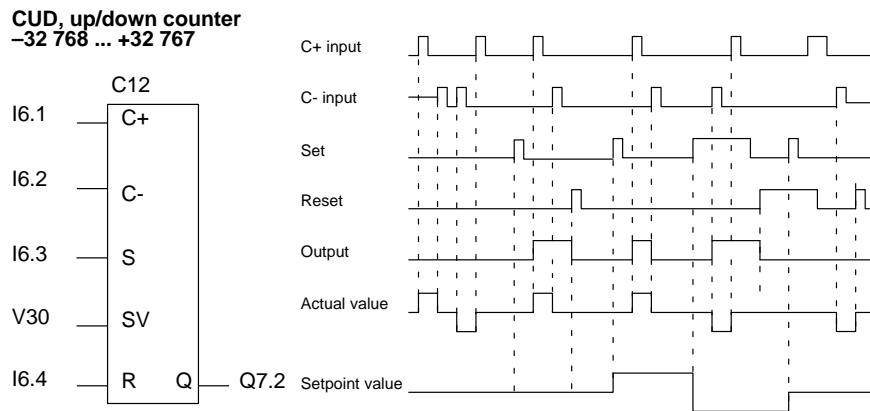 CUD, up/down counter
–32 768 ... +32 767
C12
I6.1 C+
I6.2 C-
I6.3 S
V30 SV
I6.4 R Q Q7.2
C+ input
C- input
Set
Reset
Output
Actual value
Setpoint value